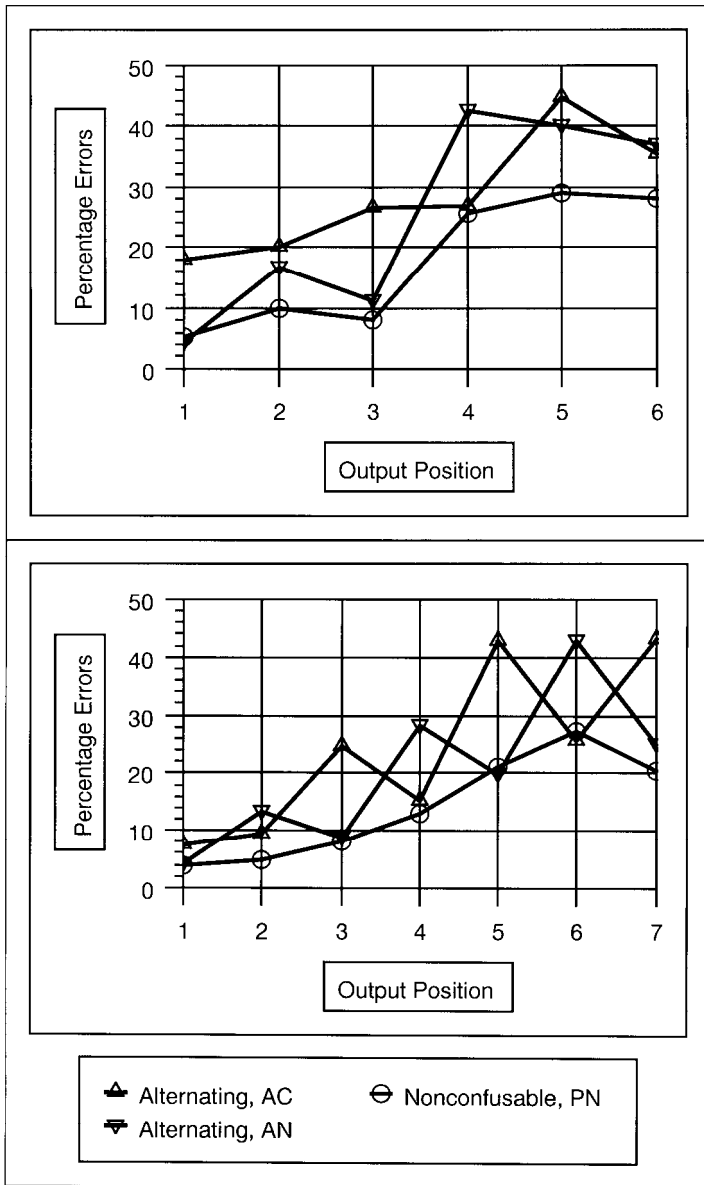 50
40
30
20
10
0
Percentage Errors
1 2 3 4 5 6
Output Position
50
40
30
20
10
0
Percentage Errors
1 2 3 4 5 6 7
Output Position
Alternating, AC Nonconfusable, PN
Alternating, AN